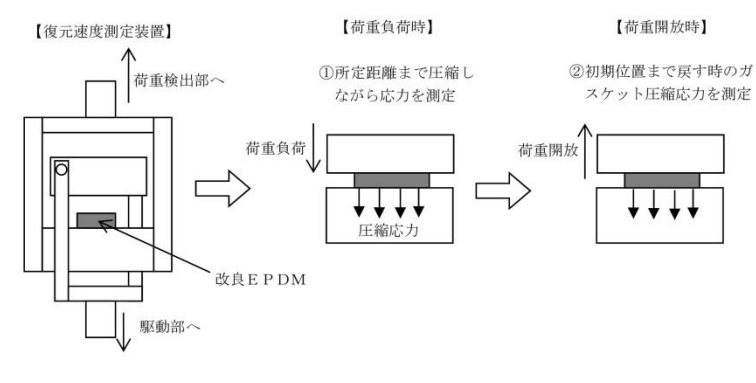 【復元速度測定装置】
荷重検出部へ
改良ＥＰＤＭ
駆動部へ
【荷重負荷時】
①所定距離まで圧縮し
ながら応力を測定
荷重負荷
圧縮応力
【荷重開放時】
②初期位置まで戻す時のガ
スケット圧縮応力を測定
荷重開放